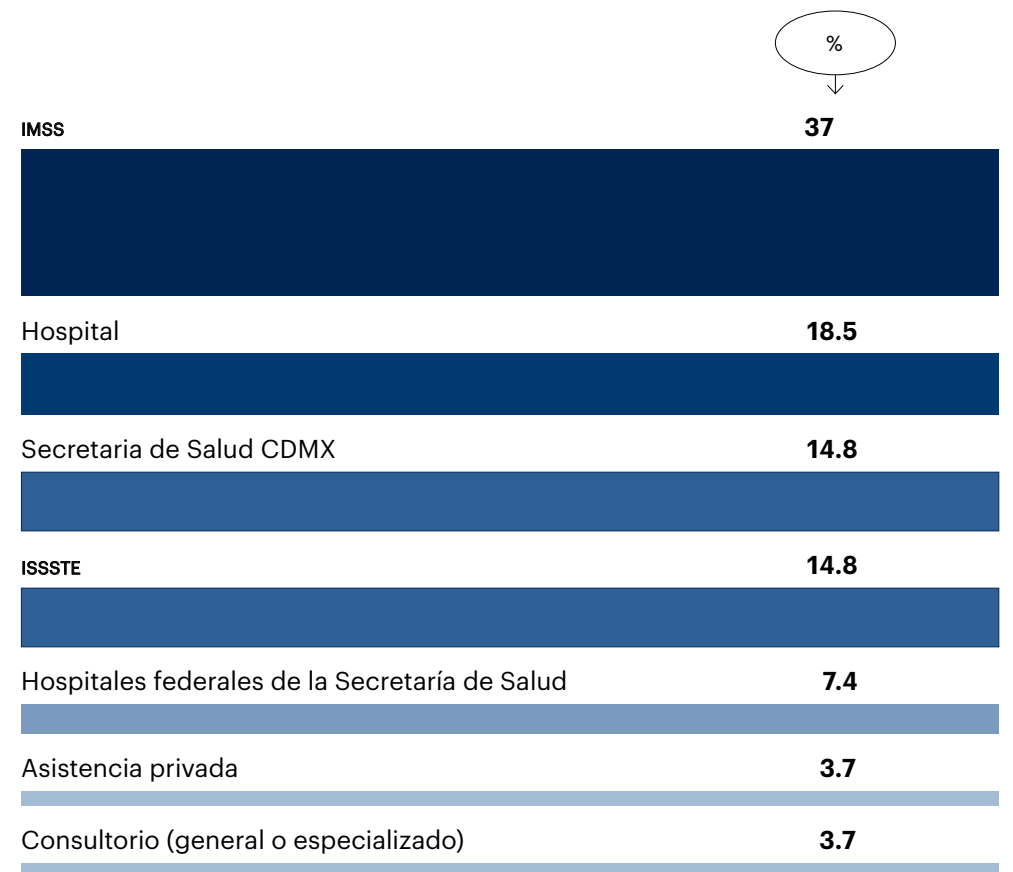 %
IMSS 37
Hospital 18.5
Secretaria de Salud CDMX 14.8
ISSSTE 14.8
Hospitales federales de la Secretaría de Salud 7.4
Asistencia privada 3.7
Consultorio (general o especializado) 3.7